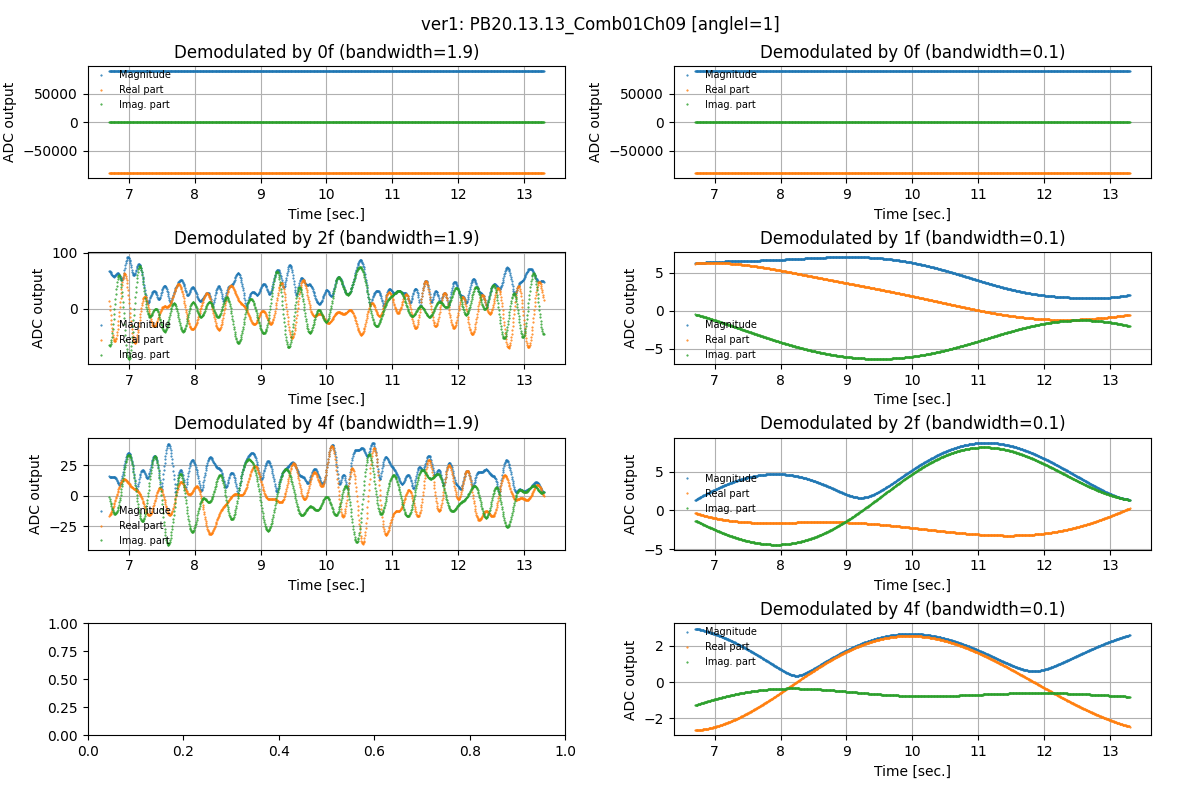 ver1: PB20.13.13_Comb01Ch09 [angleI=1]
Demodulated by 0f (bandwidth=1.9)
ADC output
50000
0
−50000
Magnitude
Real part
Imag. part
7 8 9 10 11 12 13
Time [sec.]
Demodulated by 0f (bandwidth=0.1)
ADC output
50000
0
−50000
Magnitude
Real part
Imag. part
7 8 9 10 11 12 13
Time [sec.]
Demodulated by 2f (bandwidth=1.9)
ADC output
100
0
Magnitude
Real part
Imag. part
7 8 9 10 11 12 13
Time [sec.]
Demodulated by 1f (bandwidth=0.1)
ADC output
5
0
−5
Magnitude
Real part
Imag. part
7 8 9 10 11 12 13
Time [sec.]
Demodulated by 4f (bandwidth=1.9)
ADC output
25
0
−25
Magnitude
Real part
Imag. part
7 8 9 10 11 12 13
Time [sec.]
Demodulated by 2f (bandwidth=0.1)
ADC output
5
0
−5
Magnitude
Real part
Imag. part
7 8 9 10 11 12 13
Time [sec.]
1.00
0.75
0.50
0.25
0.00
0.0 0.2 0.4 0.6 0.8 1.0
Demodulated by 4f (bandwidth=0.1)
ADC output
2
0
−2
Magnitude
Real part
Imag. part
7 8 9 10 11 12 13
Time [sec.]